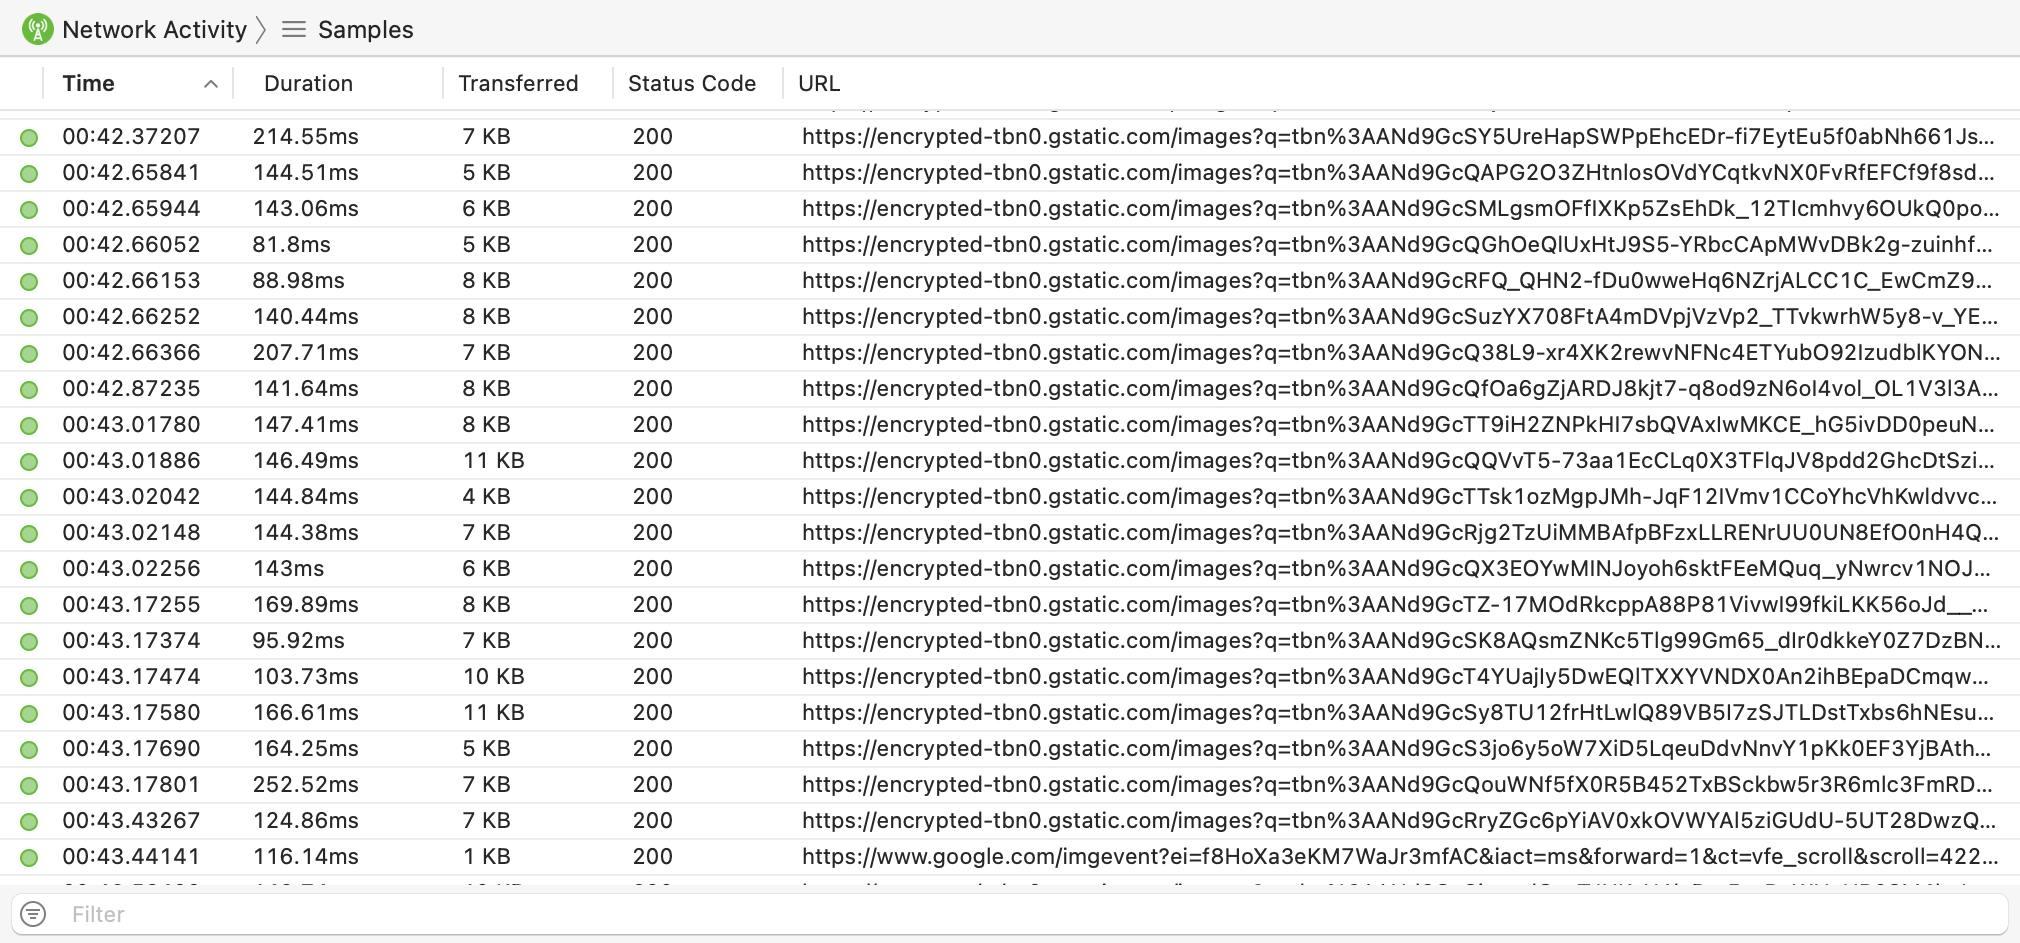 Network Activity Samples
Time Duration Transferred Status Code URL
00:42.37207 214.55ms 7 KB 200 https://encrypted-tbn0.gstatic.com/images?q=tbn%3AANd9GcSY5UreHapSWPpEhcEDr-fi7EytEu5f0abNh661Js...
00:42.65841 144.51ms 5 KB 200 https://encrypted-tbn0.gstatic.com/images?q=tbn%3AANd9GcQAPG2O3ZHtnlosOVdYCqtkvNX0FvRfEFCf9f8sd...
00:42.65944 143.06ms 6 KB 200 https://encrypted-tbn0.gstatic.com/images?q=tbn%3AANd9GcSMLgsmOFfIXKp5ZsEhDk_12TIcmhvy6OUkQ0po...
00:42.66052 81.8ms 5 KB 200 https://encrypted-tbn0.gstatic.com/images?q=tbn%3AANd9GcQGhOeQlUxHtJ9S5-YRbcCApMWvDBk2g-zuinhf...
00:42.66153 88.98ms 8 KB 200 https://encrypted-tbn0.gstatic.com/images?q=tbn%3AANd9GcRFQ_QHN2-fDu0wweHq6NZrjALCC1C_EwCmZ9...
00:42.66252 140.44ms 8 KB 200 https://encrypted-tbn0.gstatic.com/images?q=tbn%3AANd9GcSuzYX708FtA4mDVpjVzVp2_TTvkwrhW5y8-v_YE...
00:42.66366 207.71ms 7 KB 200 https://encrypted-tbn0.gstatic.com/images?q=tbn%3AANd9GcQ38L9-xr4XK2rewvNFNc4ETYubO92IzudblKYON...
00:42.87235 141.64ms 8 KB 200 https://encrypted-tbn0.gstatic.com/images?q=tbn%3AANd9GcQfOa6gZjARDJ8kjt7-q8od9zN6oI4vol_OL1V3l3A...
00:43.01780 147.41ms 8 KB 200 https://encrypted-tbn0.gstatic.com/images?q=tbn%3AANd9GcTT9iH2ZNPkHI7sbQVAxIwMKCE_hG5ivDD0peuN...
00:43.01886 146.49ms 11 KB 200 https://encrypted-tbn0.gstatic.com/images?q=tbn%3AANd9GcQQVvT5-73aa1EcCLq0X3TFlqJV8pdd2GhcDtSzi...
00:43.02042 144.84ms 4 KB 200 https://encrypted-tbn0.gstatic.com/images?q=tbn%3AANd9GcTTsk1ozMgpJMh-JqF12IVmv1CCoYhcVhKwldvvc...
00:43.02148 144.38ms 7 KB 200 https://encrypted-tbn0.gstatic.com/images?q=tbn%3AANd9GcRjg2TzUiMMBAfpBFzxLLRENrUU0UN8EfO0nH4Q...
00:43.02256 143ms 6 KB 200 https://encrypted-tbn0.gstatic.com/images?q=tbn%3AANd9GcQX3EOYwMINJoyoh6sktFEeMQuq_yNwrcv1NOJ...
00:43.17255 169.89ms 8 KB 200 https://encrypted-tbn0.gstatic.com/images?q=tbn%3AANd9GcTZ-17MOdRkcppA88P81Vivwl99fkiLKK56oJd__...
00:43.17374 95.92ms 7 KB 200 https://encrypted-tbn0.gstatic.com/images?q=tbn%3AANd9GcSK8AQsmZNKc5Tlg99Gm65_dIr0dkkeY0Z7DzBN...
00:43.17474 103.73ms 10 KB 200 https://encrypted-tbn0.gstatic.com/images?q=tbn%3AANd9GcT4YUajIy5DwEQlTXXYVNDX0An2ihBEpaDCmqw...
00:43.17580 166.61ms 11 KB 200 https://encrypted-tbn0.gstatic.com/images?q=tbn%3AANd9GcSy8TU12frHtLwlQ89VB5I7zSJTLDstTxbs6hNEsu...
00:43.17690 164.25ms 5 KB 200 https://encrypted-tbn0.gstatic.com/images?q=tbn%3AANd9GcS3jo6y5oW7XiD5LqeuDdvNnvY1pKk0EF3YjBAth...
00:43.17801 252.52ms 7 KB 200 https://encrypted-tbn0.gstatic.com/images?q=tbn%3AANd9GcQouWNf5fX0R5B452TxBSckbw5r3R6mlc3FmRD...
00:43.43267 124.86ms 7 KB 200 https://encrypted-tbn0.gstatic.com/images?q=tbn%3AANd9GcRryZGc6pYiAV0xkOVWYAl5ziGUdU-5UT28DwzQ...
00:43.44141 116.14ms 1 KB 200 https://www.google.com/imgevent?ei=f8HoXa3eKM7WaJr3mfAC&iact=ms&forward=1&ct=vfe_scroll&scroll=422...
Filter